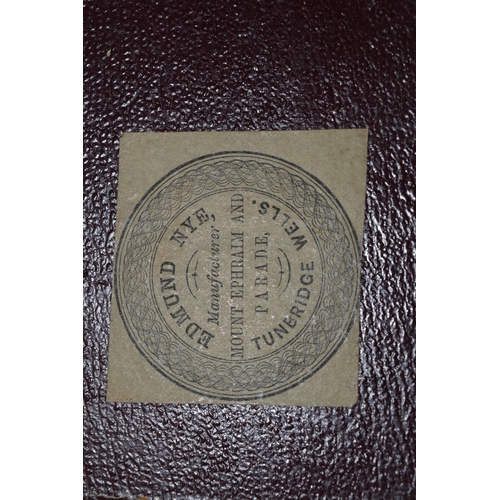 EDMUND NYE,
Manufacturer
MOUNT EPHRAIM AND
PARADE,
TUNBRIDGE WELLS.